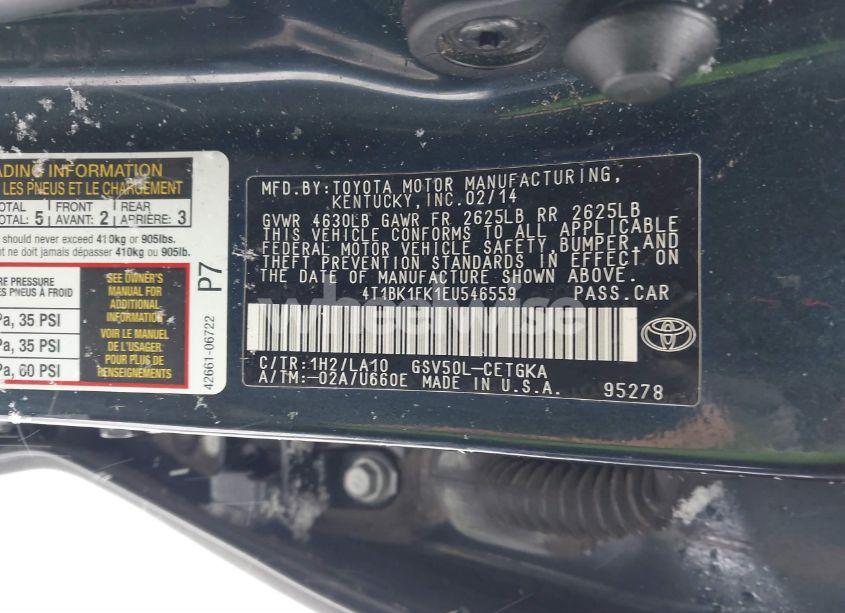 ADING INFORMATION
LES PNEUS ET LE CHARGEMENT
TOTAL FRONT REAR
TOTAL: 5 AVANT: 2 ARRIÈRE: 3
should never exceed 410kg or 905lbs.
nt ne doit jamais dépasser 410kg ou 905lb.
RE PRESSURE
PNEUS À FROID
Pa, 35 PSI
Pa, 35 PSI
Pa, 60 PSI
SEE OWNER'S
MANUAL FOR
ADDITIONAL
INFORMATION
VOIR LE MANUEL
DE L'USAGER
POUR PLUS DE
RENSEIGNEMENTS
P7
42661-06722
MFD.BY:TOYOTA MOTOR MANUFACTURING,
KENTUCKY,INC.02/14
GVWR 4630LB GAWR FR 2625LB RR 2625LB
THIS VEHICLE CONFORMS TO ALL APPLICABLE
FEDERAL MOTOR VEHICLE SAFETY,BUMPER,AND
THEFT PREVENTION STANDARDS IN EFFECT ON
THE DATE OF MANUFACTURE SHOWN ABOVE.
4T1BK1FK1EU546559 PASS.CAR
wheelwise
C/TR:1H2/LA10 GSV50L-CETGKA
A/TM:-02A/U660E MADE IN U.S.A. 95278